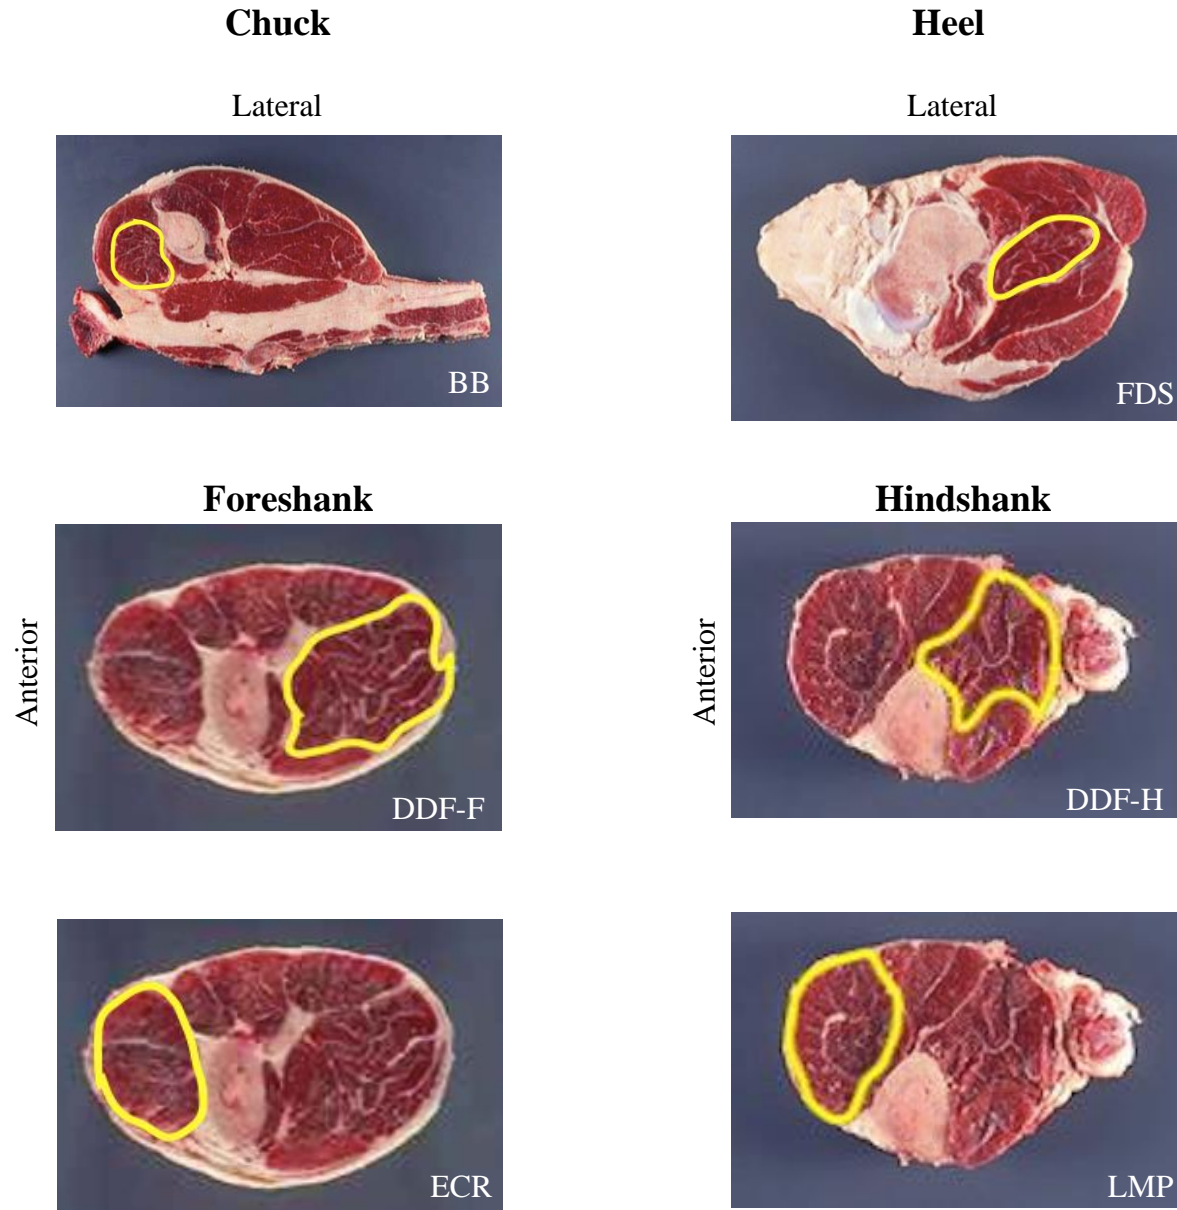 Chuck
Heel
Lateral
Lateral
BB
FDS
Foreshank
Hindshank
Anterior
Anterior
DDF-F
DDF-H
ECR
LMP